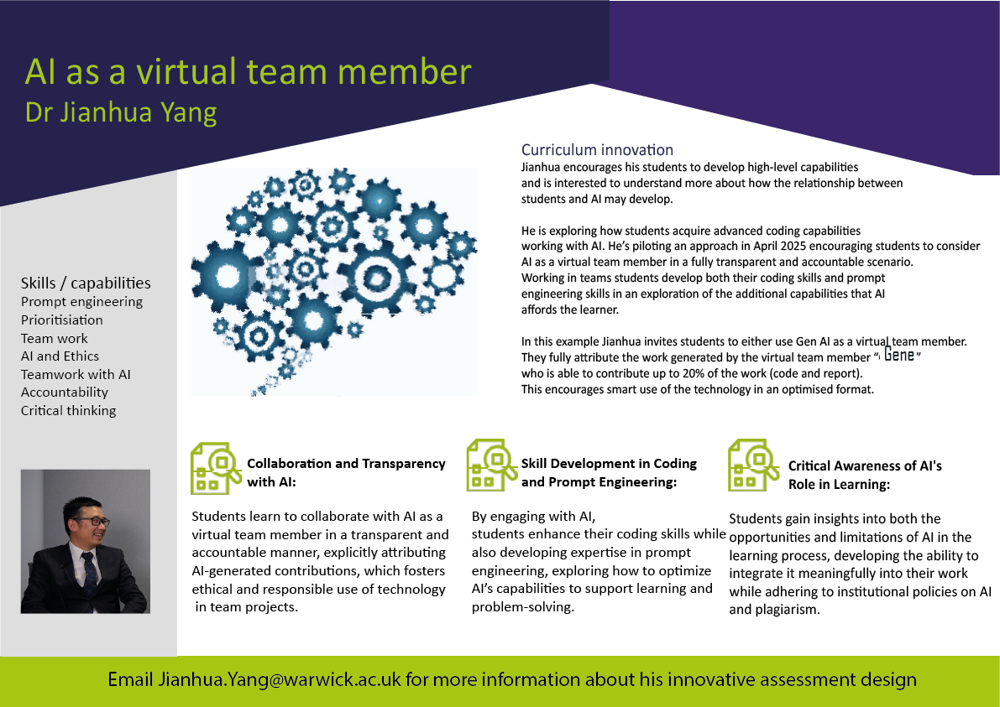 AI as a virtual team member
Dr Jianhua Yang
Skills / capabilities
Prompt engineering
Prioritisiation
Team work
AI and Ethics
Teamwork with AI
Accountability
Critical thinking
Curriculum innovation
Jianhua encourages his students to develop high-level capabilities
and is interested to understand more about how the relationship between
students and AI may develop.
He is exploring how students acquire advanced coding capabilities
working with AI. He's piloting an approach in April 2025 encouraging students to consider
AI as a virtual team member in a fully transparent and accountable scenario.
Working in teams students develop both their coding skills and prompt
engineering skills in an exploration of the additional capabilities that AI
affords the learner.
In this example Jianhua invites students to either use Gen AI as a virtual team member.
They fully attribute the work generated by the virtual team member “Gene”
who is able to contribute up to 20% of the work (code and report).
This encourages smart use of the technology in an optimised format.
Collaboration and Transparency
with AI:
Students learn to collaborate with AI as a
virtual team member in a transparent and
accountable manner, explicitly attributing
AI-generated contributions, which fosters
ethical and responsible use of technology
in team projects.
Skill Development in Coding
and Prompt Engineering:
By engaging with AI,
students enhance their coding skills while
also developing expertise in prompt
engineering, exploring how to optimize
AI's capabilities to support learning and
problem-solving.
Critical Awareness of AI's
Role in Learning:
Students gain insights into both the
opportunities and limitations of AI in the
learning process, developing the ability to
integrate it meaningfully into their work
while adhering to institutional policies on AI
and plagiarism.
Email Jianhua.Yang@warwick.ac.uk for more information about his innovative assessment design